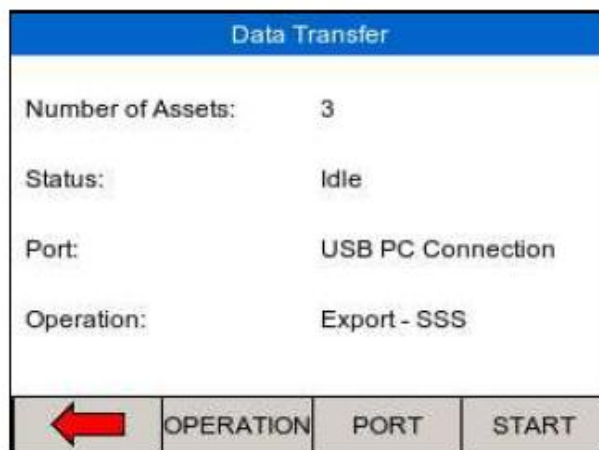 Data Transfer
Number of Assets: 3
Status: Idle
Port: USB PC Connection
Operation: Export - SSS
OPERATION PORT START